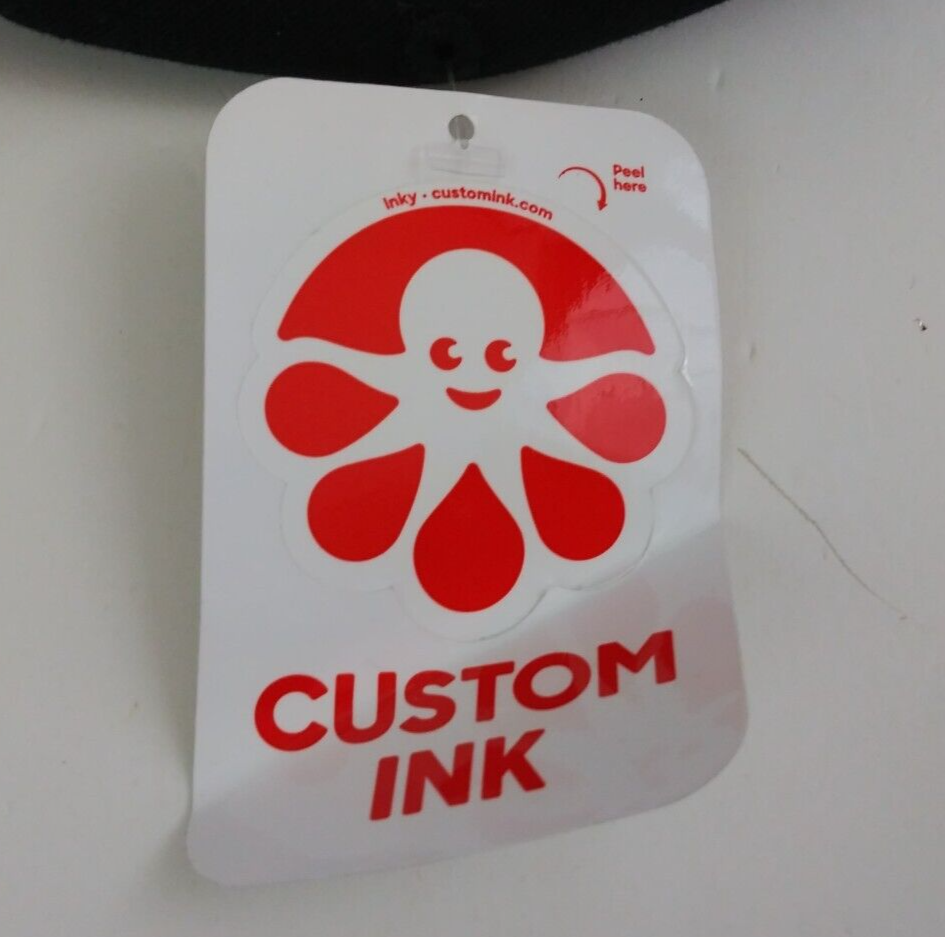 Peel
here
Inky · customink.com
CUSTOM
INK